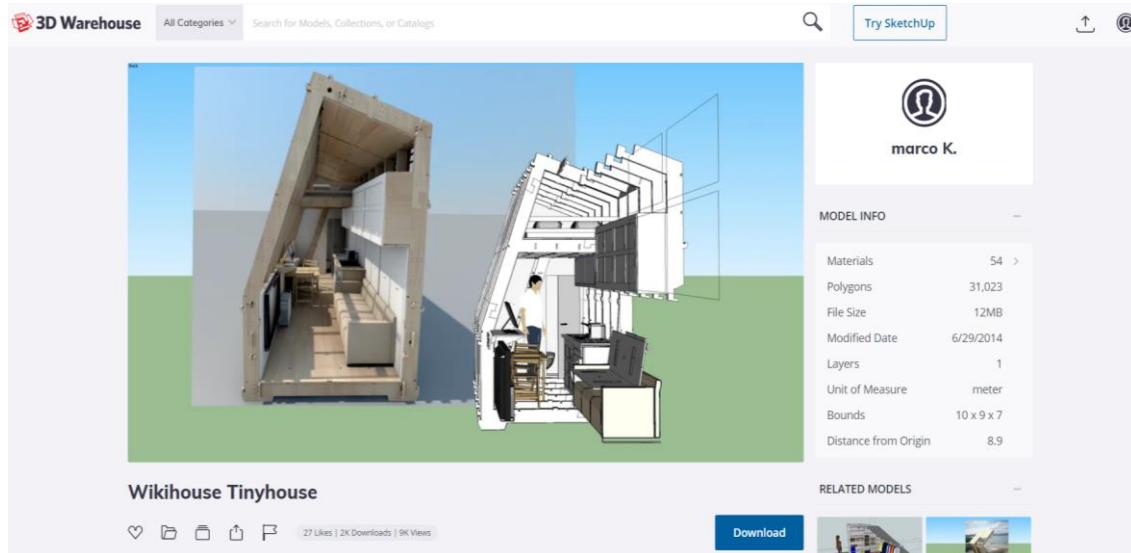 3D Warehouse
All Categories
Search for Models, Collections, or Catalogs
Try SketchUp
marco K.
MODEL INFO
Materials 54
Polygons 31,023
File Size 12MB
Modified Date 6/29/2014
Layers 1
Unit of Measure meter
Bounds 10 x 9 x 7
Distance from Origin 8.9
Wikihouse Tinyhouse
27 Likes | 2K Downloads | 9K Views
Download
RELATED MODELS